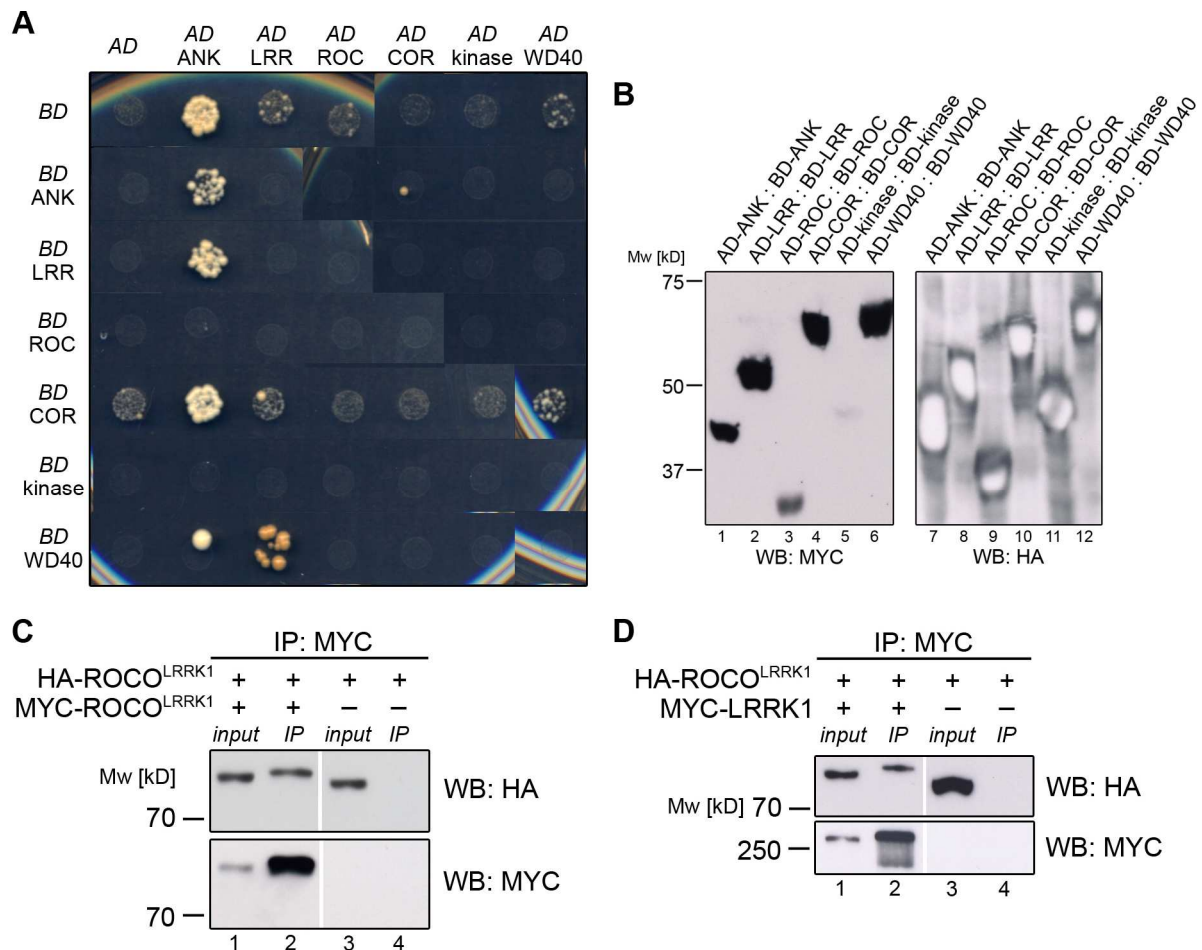 A
AD AD ANK AD LRR AD ROC AD COR AD kinase AD WD40
BD
BD ANK
BD LRR
BD ROC
BD COR
BD kinase
BD WD40
B
AD-ANK : BD-ANK
AD-LRR : BD-LRR
AD-ROC : BD-ROC
AD-COR : BD-COR
AD-kinase : BD-kinase
AD-WD40 : BD-WD40
AD-ANK : BD-ANK
AD-LRR : BD-LRR
AD-ROC : BD-ROC
AD-COR : BD-COR
AD-kinase : BD-kinase
AD-WD40 : BD-WD40
Mw [kD]
75
50
37
1 2 3 4 5 6
WB: MYC
7 8 9 10 11 12
WB: HA
C
IP: MYC
HA-ROCO^LRRK1 + + + +
MYC-ROCO^LRRK1 + + − −
input IP input IP
Mw [kD]
70
WB: HA
WB: MYC
70
1 2 3 4
D
IP: MYC
HA-ROCO^LRRK1 + + + +
MYC-LRRK1 + + − −
input IP input IP
WB: HA
Mw [kD] 70
250
WB: MYC
1 2 3 4